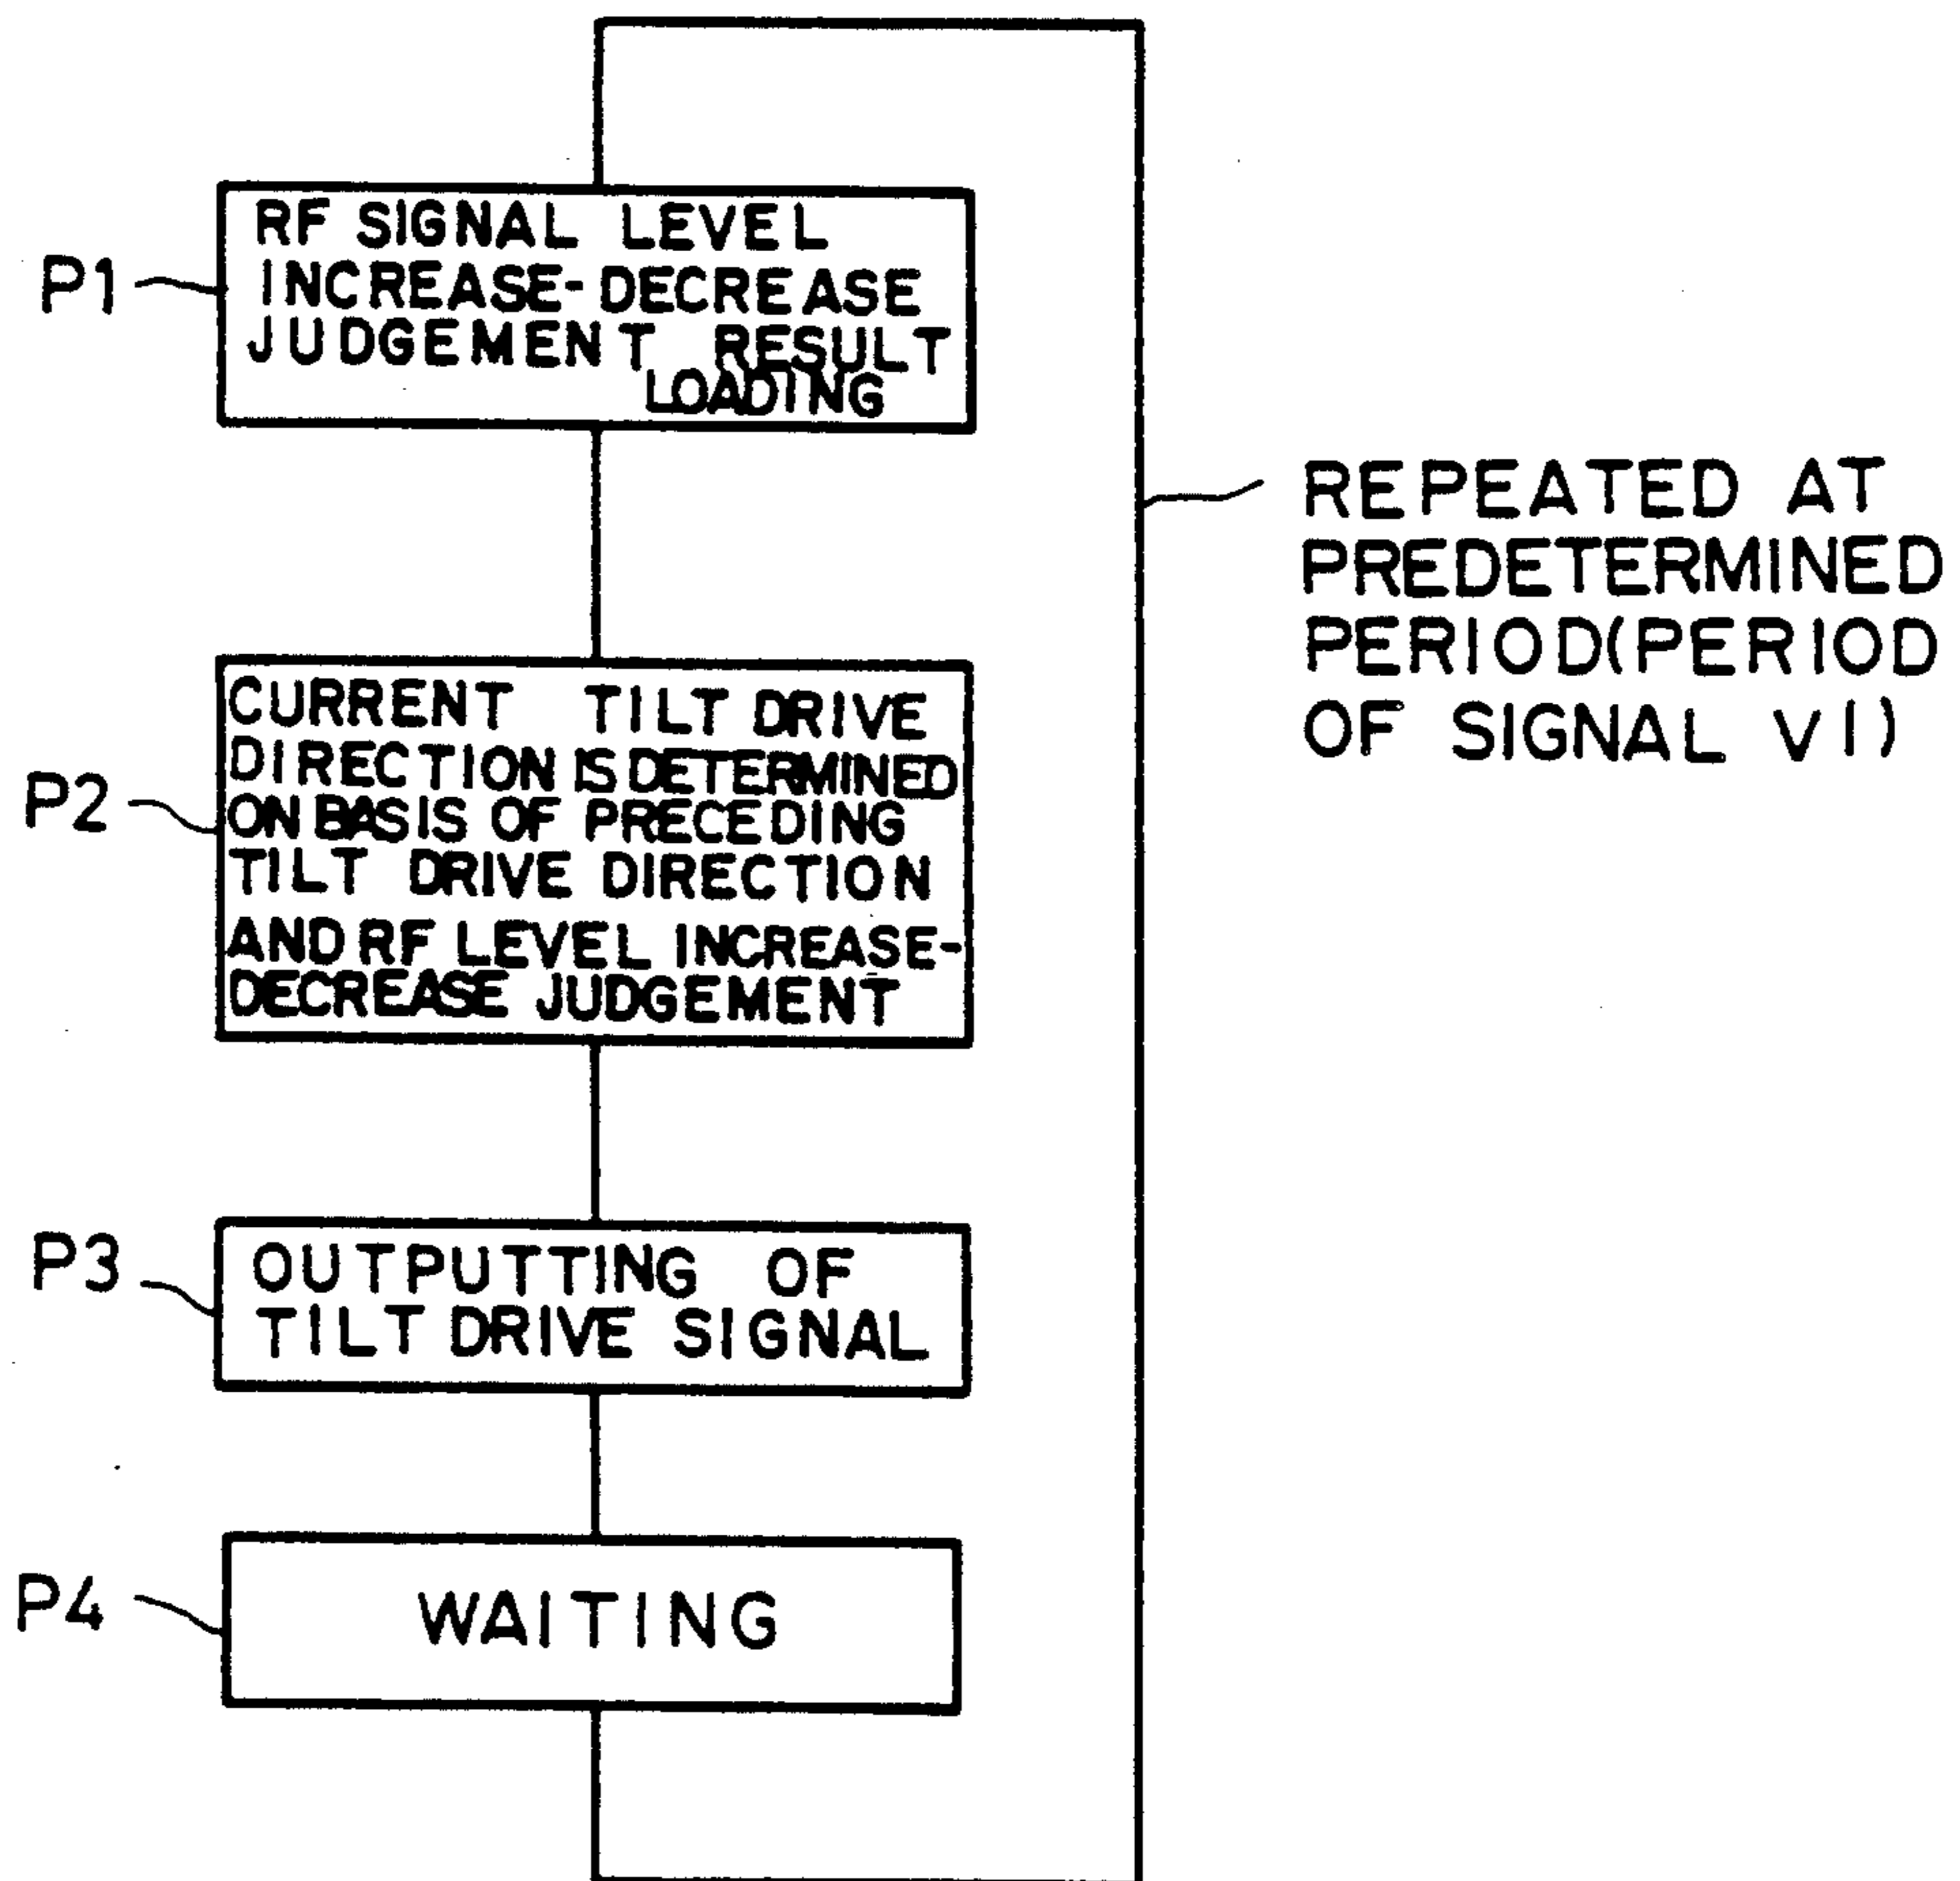 P1
RF SIGNAL LEVEL
INCREASE-DECREASE
JUDGEMENT RESULT
LOADING
REPEATED AT
PREDETERMINED
PERIOD(PERIOD
OF SIGNAL V1)
P2
CURRENT TILT DRIVE
DIRECTION IS DETERMINED
ON BASIS OF PRECEDING
TILT DRIVE DIRECTION
AND RF LEVEL INCREASE-
DECREASE JUDGEMENT
P3
OUTPUTTING OF
TILT DRIVE SIGNAL
P4
WAITING